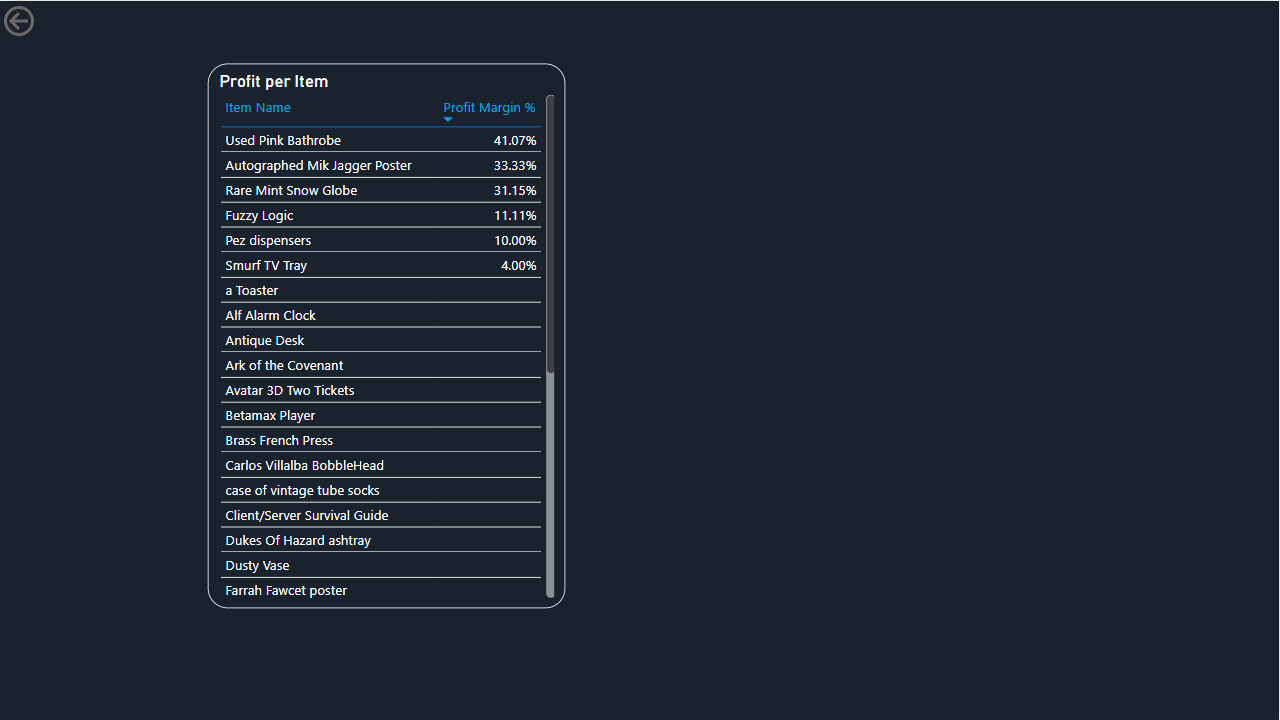 Profit per Item
Item Name Profit Margin %
Used Pink Bathrobe 41.07%
Autographed Mik Jagger Poster 33.33%
Rare Mint Snow Globe 31.15%
Fuzzy Logic 11.11%
Pez dispensers 10.00%
Smurf TV Tray 4.00%
a Toaster
Alf Alarm Clock
Antique Desk
Ark of the Covenant
Avatar 3D Two Tickets
Betamax Player
Brass French Press
Carlos Villalba BobbleHead
case of vintage tube socks
Client/Server Survival Guide
Dukes Of Hazard ashtray
Dusty Vase
Farrah Fawcet poster